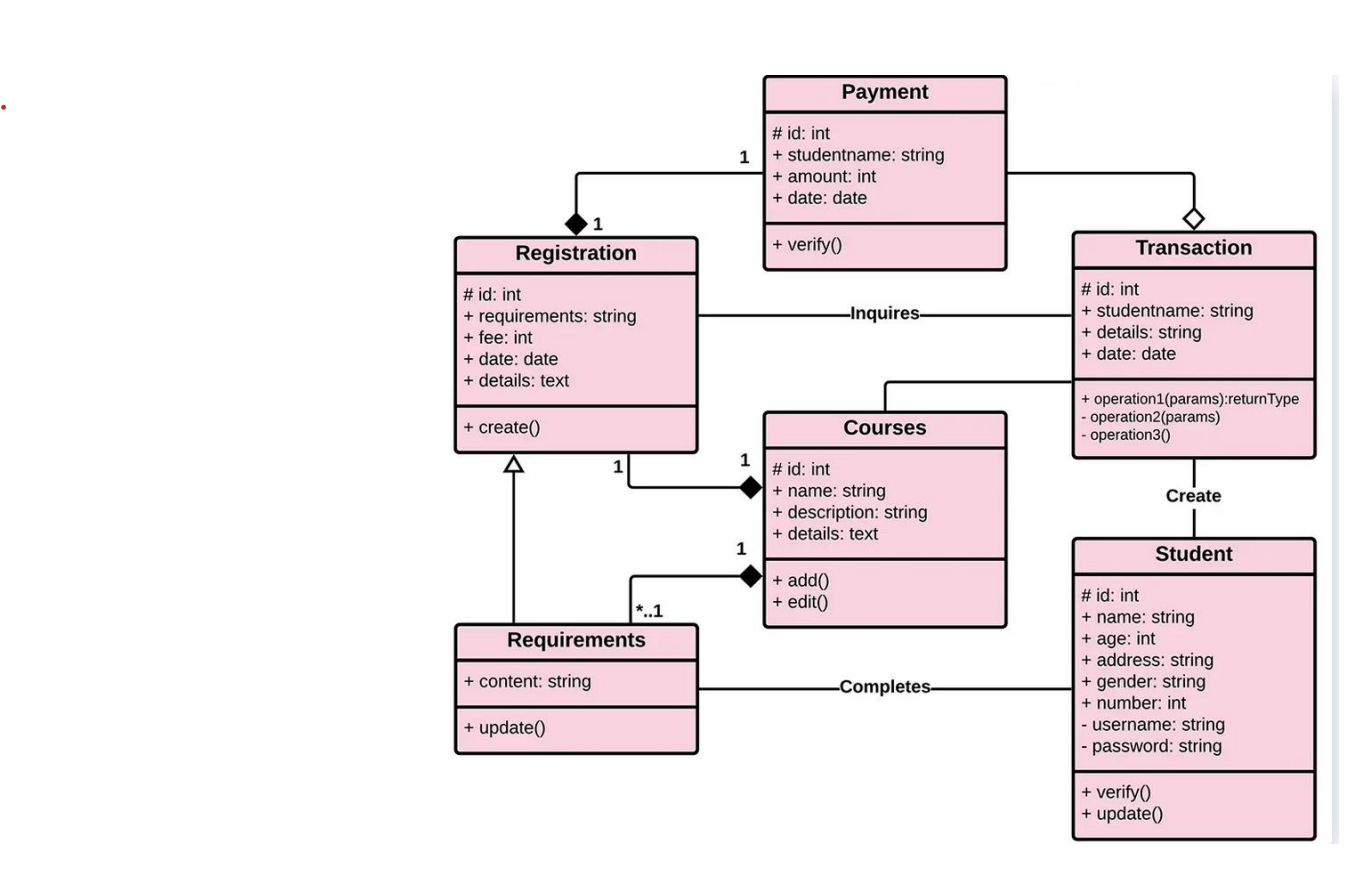 Payment
# id: int
+ studentname: string
+ amount: int
+ date: date
+ verify()
1
1
Registration
# id: int
+ requirements: string
+ fee: int
+ date: date
+ details: text
+ create()
Inquires
Transaction
# id: int
+ studentname: string
+ details: string
+ date: date
+ operation1(params):returnType
- operation2(params)
- operation3()
1
1
Courses
# id: int
+ name: string
+ description: string
+ details: text
+ add()
+ edit()
Create
1
*..1
Requirements
+ content: string
+ update()
Completes
Student
# id: int
+ name: string
+ age: int
+ address: string
+ gender: string
+ number: int
- username: string
- password: string
+ verify()
+ update()